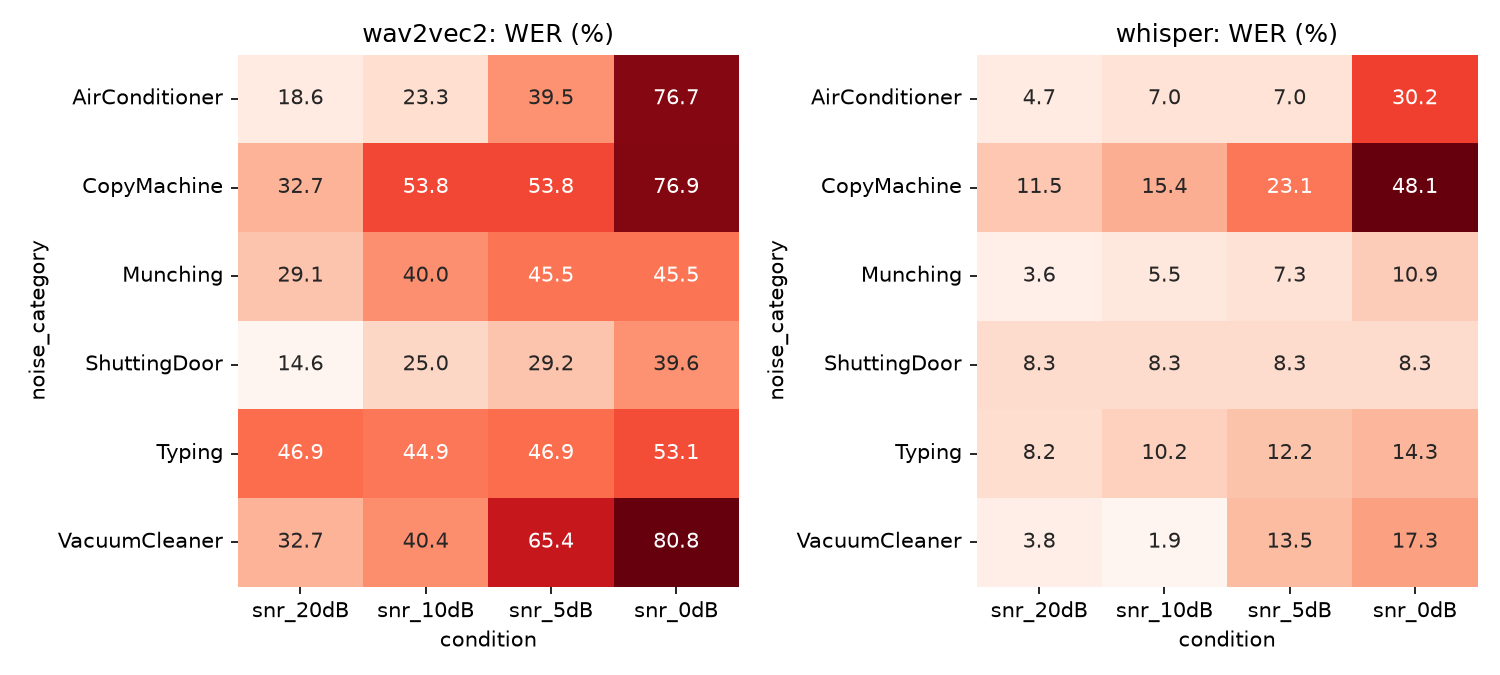 wav2vec2: WER (%)
noise_category
AirConditioner 18.6 23.3 39.5 76.7
CopyMachine 32.7 53.8 53.8 76.9
Munching 29.1 40.0 45.5 45.5
ShuttingDoor 14.6 25.0 29.2 39.6
Typing 46.9 44.9 46.9 53.1
VacuumCleaner 32.7 40.4 65.4 80.8
snr_20dB snr_10dB snr_5dB snr_0dB
condition
whisper: WER (%)
noise_category
AirConditioner 4.7 7.0 7.0 30.2
CopyMachine 11.5 15.4 23.1 48.1
Munching 3.6 5.5 7.3 10.9
ShuttingDoor 8.3 8.3 8.3 8.3
Typing 8.2 10.2 12.2 14.3
VacuumCleaner 3.8 1.9 13.5 17.3
snr_20dB snr_10dB snr_5dB snr_0dB
condition